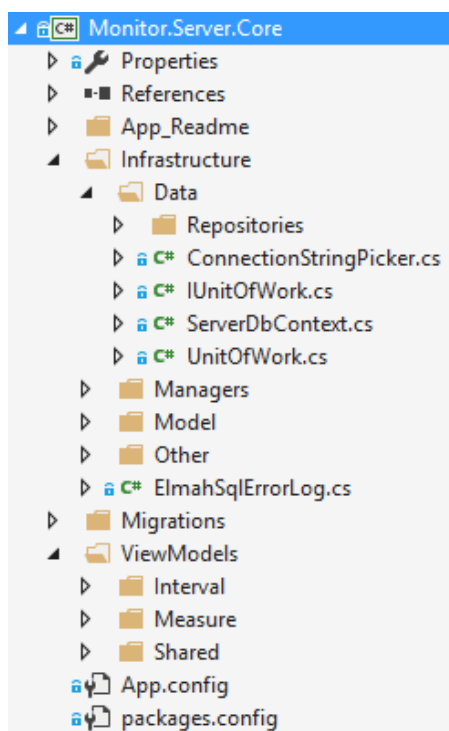 C# Monitor.Server.Core
Properties
References
App_Readme
Infrastructure
Data
Repositories
C# ConnectionStringPicker.cs
C# IUnitOfWork.cs
C# ServerDbContext.cs
C# UnitOfWork.cs
Managers
Model
Other
C# ElmahSqlErrorLog.cs
Migrations
ViewModels
Interval
Measure
Shared
App.config
packages.config